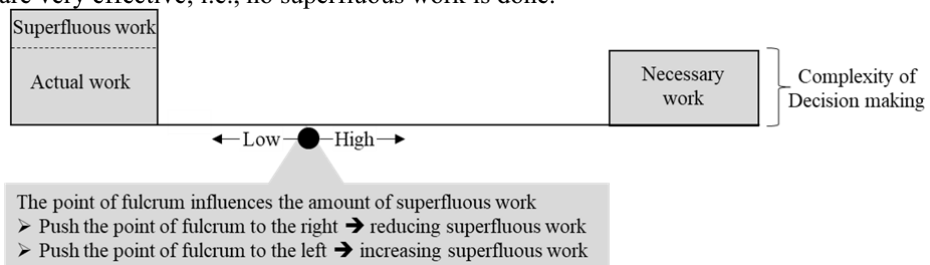 are very effective, i.e., no superfluous work is done.
Superfluous work
Actual work
Necessary
work
Complexity of
Decision making
Low
High
The point of fulcrum influences the amount of superfluous work
➢ Push the point of fulcrum to the right ➔ reducing superfluous work
➢ Push the point of fulcrum to the left ➔ increasing superfluous work